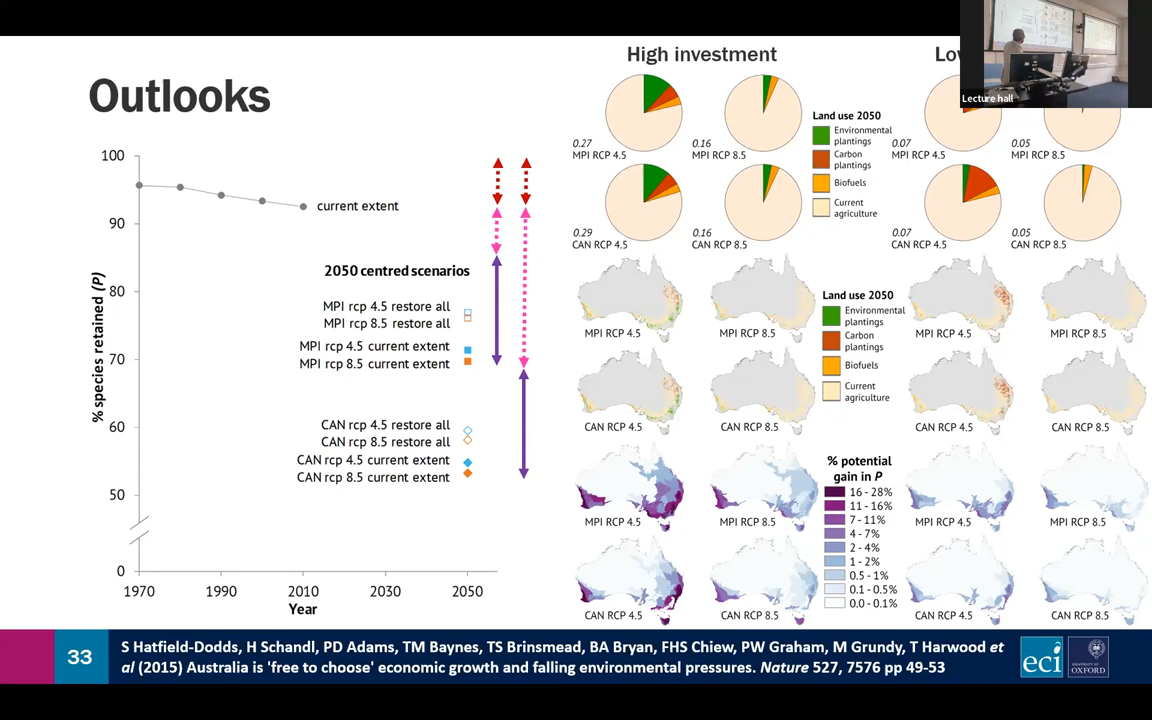 Outlooks
100
90
80
70
60
50
0
% species retained (P)
1970
1990
2010
2030
2050
Year
current extent
2050 centred scenarios
MPI rcp 4.5 restore all
MPI rcp 8.5 restore all
MPI rcp 4.5 current extent
MPI rcp 8.5 current extent
CAN rcp 4.5 restore all
CAN rcp 8.5 restore all
CAN rcp 4.5 current extent
CAN rcp 8.5 current extent
High investment
Lecture hall
0.27
MPI RCP 4.5
0.16
MPI RCP 8.5
Land use 2050
Environmental
plantings
Carbon
plantings
Biofuels
Current
agriculture
0.07
MPI RCP 4.5
0.05
MPI RCP 8.5
0.29
CAN RCP 4.5
0.16
CAN RCP 8.5
0.07
CAN RCP 4.5
0.05
CAN RCP 8.5
MPI RCP 4.5
MPI RCP 8.5
Land use 2050
Environmental
plantings
Carbon
plantings
Biofuels
Current
agriculture
MPI RCP 4.5
MPI RCP 8.5
CAN RCP 4.5
CAN RCP 8.5
CAN RCP 4.5
CAN RCP 8.5
MPI RCP 4.5
MPI RCP 8.5
% potential
gain in P
16 - 28%
11 - 16%
7 - 11%
4 - 7%
2 - 4%
1 - 2%
0.5 - 1%
0.1 - 0.5%
0.0 - 0.1%
MPI RCP 4.5
MPI RCP 8.5
CAN RCP 4.5
CAN RCP 8.5
CAN RCP 4.5
CAN RCP 8.5
33
S Hatfield-Dodds, H Schandl, PD Adams, TM Baynes, TS Brinsmead, BA Bryan, FHS Chiew, PW Graham, M Grundy, T Harwood et
al (2015) Australia is 'free to choose' economic growth and falling environmental pressures. Nature 527, 7576 pp 49-53
eci
UNIVERSITY OF
OXFORD